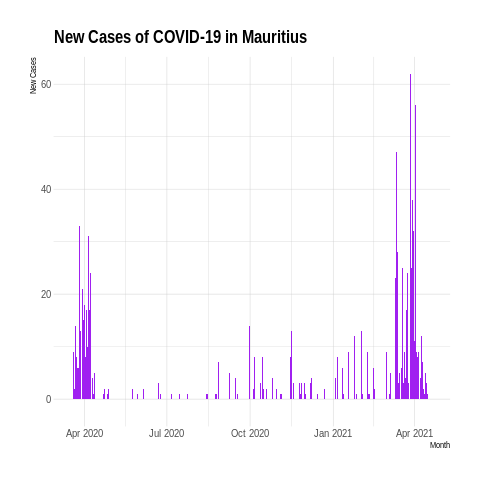 New Cases of COVID-19 in Mauritius
New Cases
60
40
20
0
Apr 2020
Jul 2020
Oct 2020
Jan 2021
Apr 2021
Month